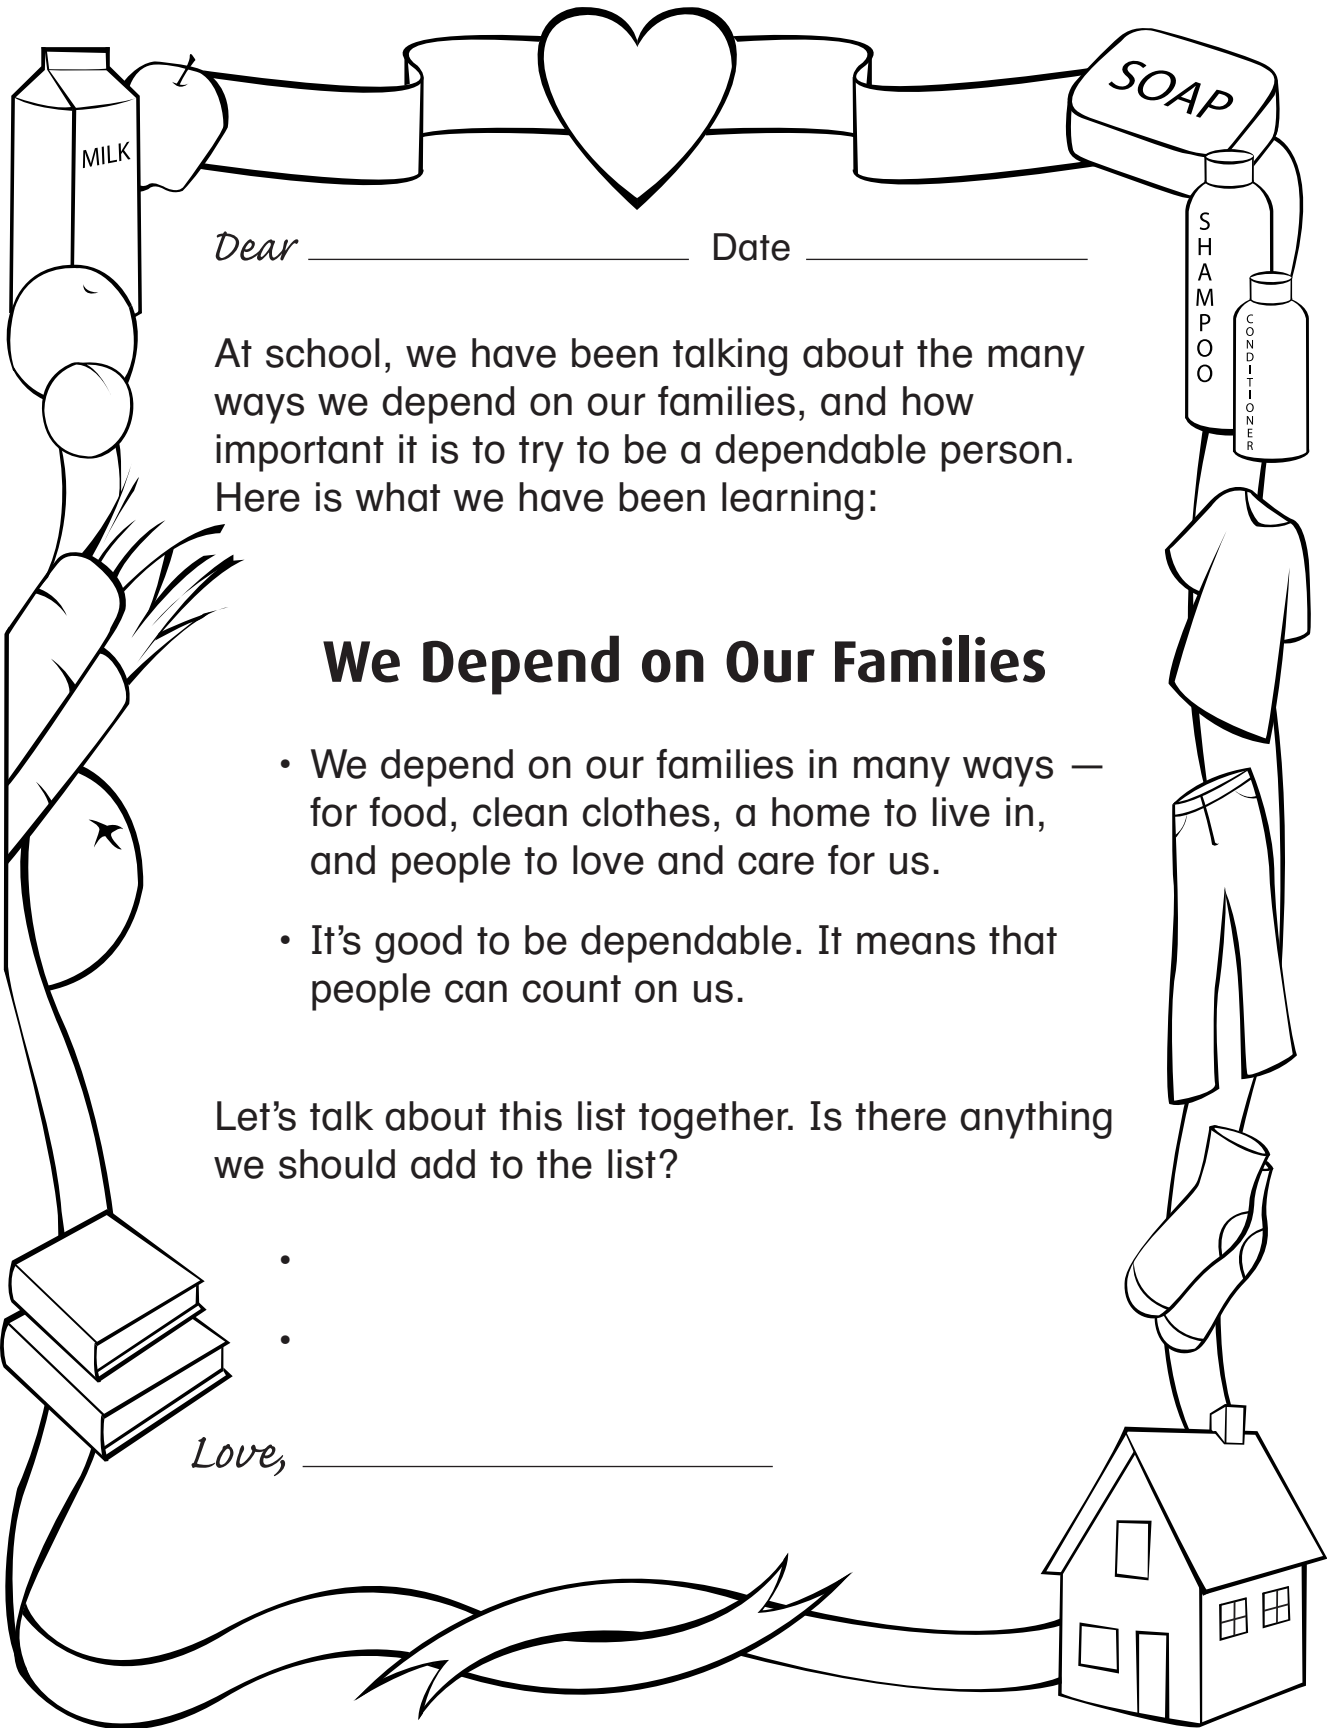 SOAP
MILK
SHAMPOO
CONDITIONER
Dear ____________ Date ____________
At school, we have been talking about the many
ways we depend on our families, and how
important it is to try to be a dependable person.
Here is what we have been learning:
We Depend on Our Families
• We depend on our families in many ways —
for food, clean clothes, a home to live in,
and people to love and care for us.
• It’s good to be dependable. It means that
people can count on us.
Let’s talk about this list together. Is there anything
we should add to the list?
•
•
Love, ____________